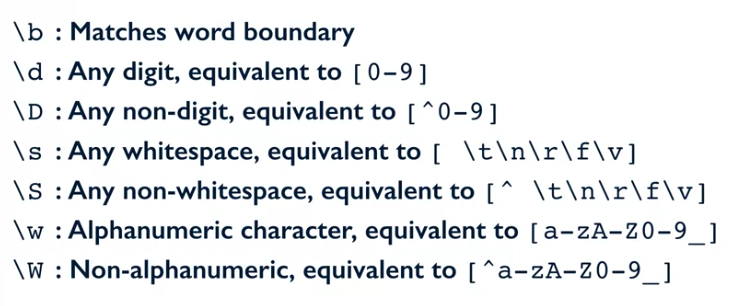 \b : Matches word boundary
\d : Any digit, equivalent to [0-9]
\D : Any non-digit, equivalent to [^0-9]
\s : Any whitespace, equivalent to [ \t\n\r\f\v]
\S : Any non-whitespace, equivalent to [^ \t\n\r\f\v]
\w : Alphanumeric character, equivalent to [a-zA-Z0-9_]
\W : Non-alphanumeric, equivalent to [^a-zA-Z0-9_]